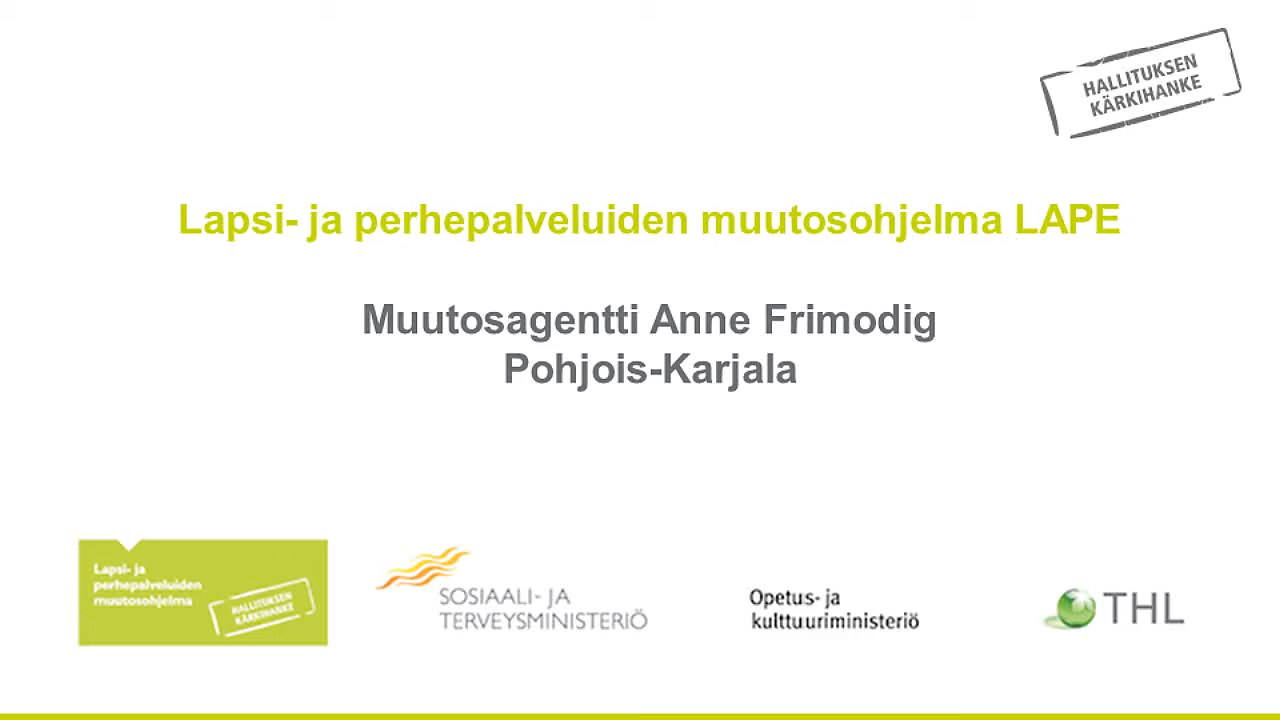 HALLITUKSEN
KÄRKIHANKE
Lapsi- ja perhepalveluiden muutosohjelma LAPE
Muutosagentti Anne Frimodig
Pohjois-Karjala
Lapsi- ja
perhepalveluiden
muutosohjelma
HALLITUKSEN
KÄRKIHANKE
SOSIAALI- JA
TERVEYSMINISTERIÖ
Opetus- ja
kulttuuriministeriö
THL